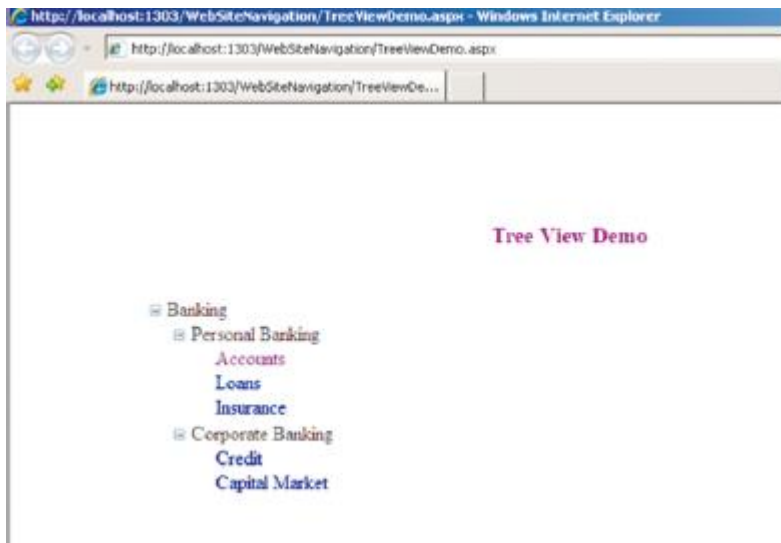 http://localhost:1303/WebSiteNavigation/TreeViewDemo.aspx - Windows Internet Explorer
http://localhost:1303/WebSiteNavigation/TreeViewDemo.aspx
http://localhost:1303/WebSiteNavigation/TreeViewDe...
Tree View Demo
Banking
Personal Banking
Accounts
Loans
Insurance
Corporate Banking
Credit
Capital Market